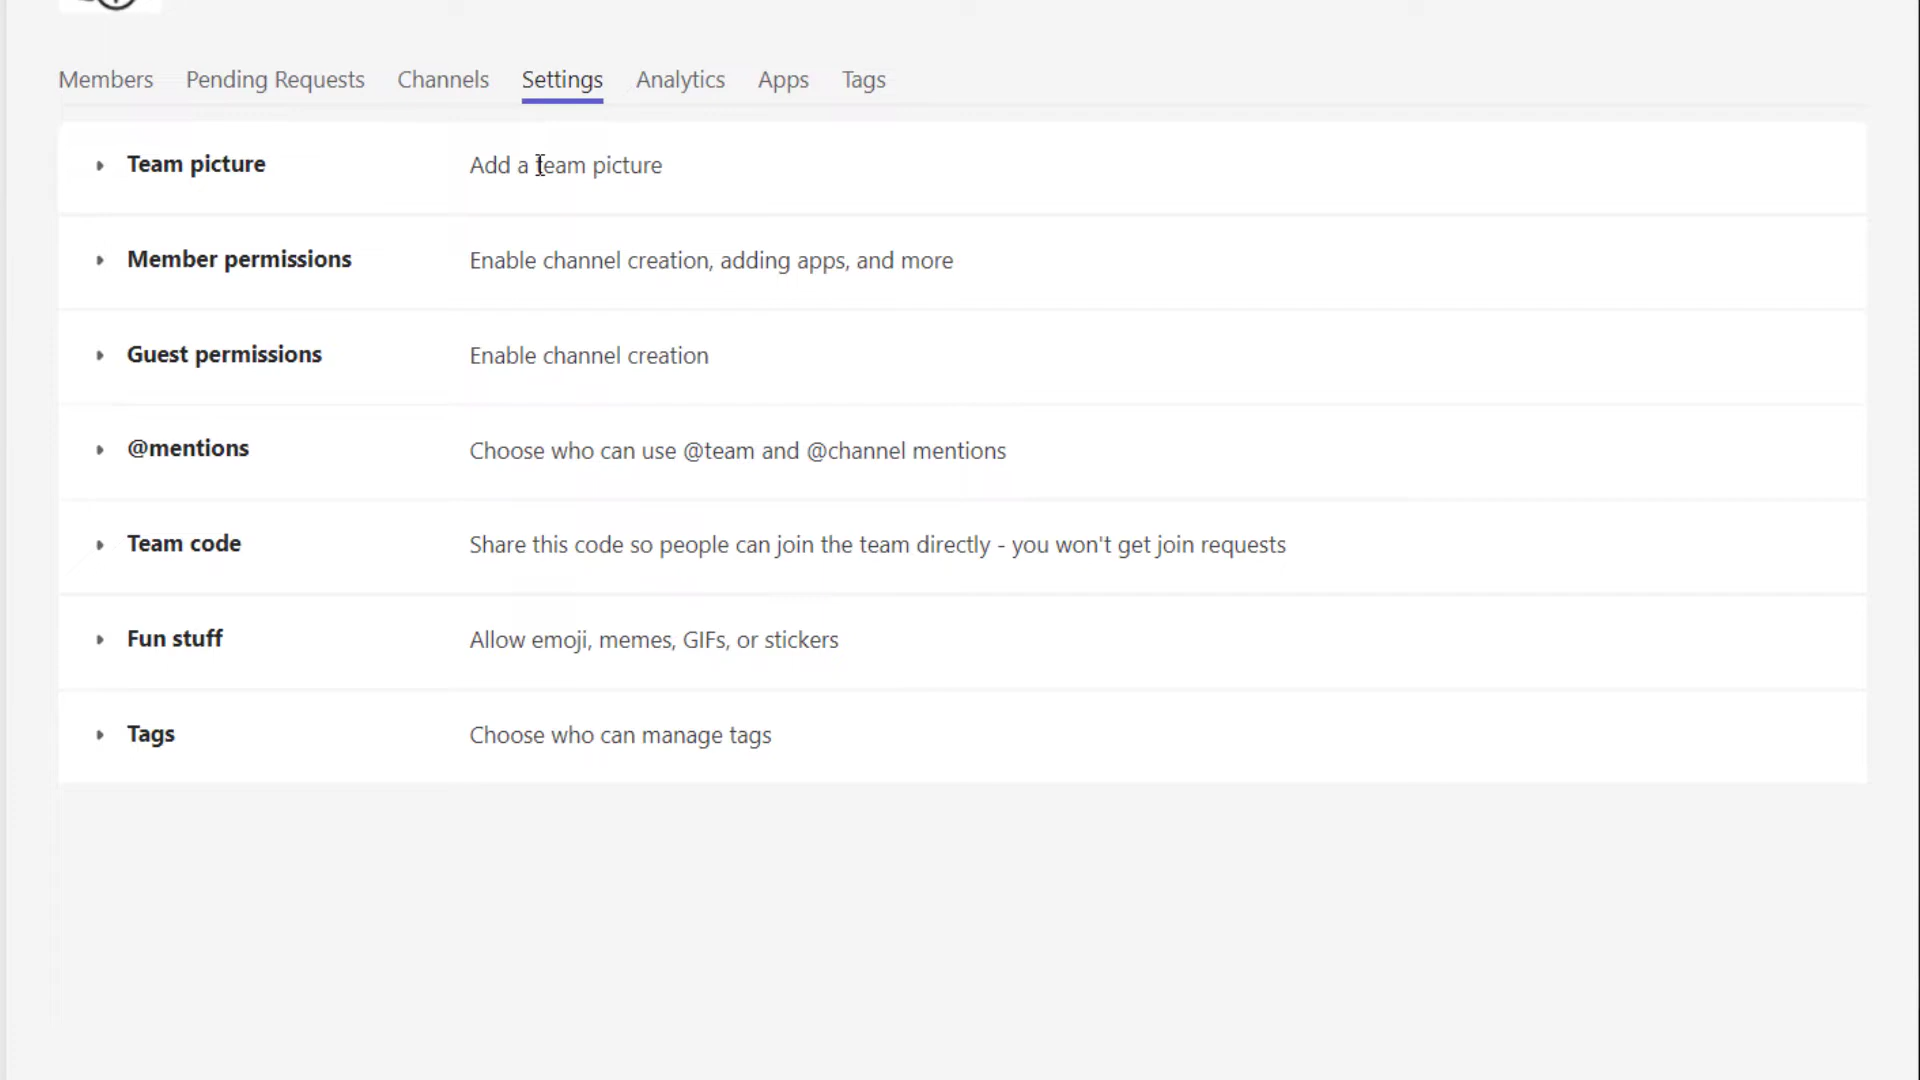 Members Pending Requests Channels Settings Analytics Apps Tags
Team picture Add a team picture
Member permissions Enable channel creation, adding apps, and more
Guest permissions Enable channel creation
@mentions Choose who can use @team and @channel mentions
Team code Share this code so people can join the team directly - you won't get join requests
Fun stuff Allow emoji, memes, GIFs, or stickers
Tags Choose who can manage tags